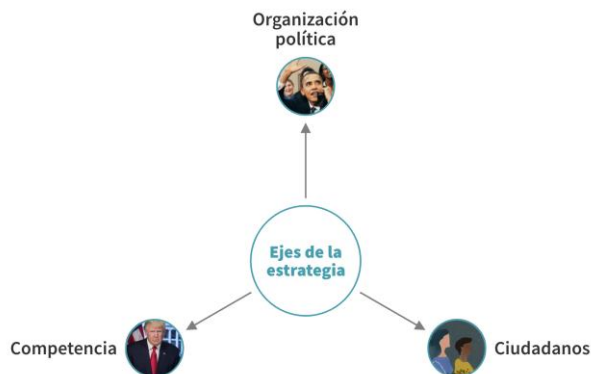 Organización
política
Ejes de la
estrategia
Competencia
Ciudadanos